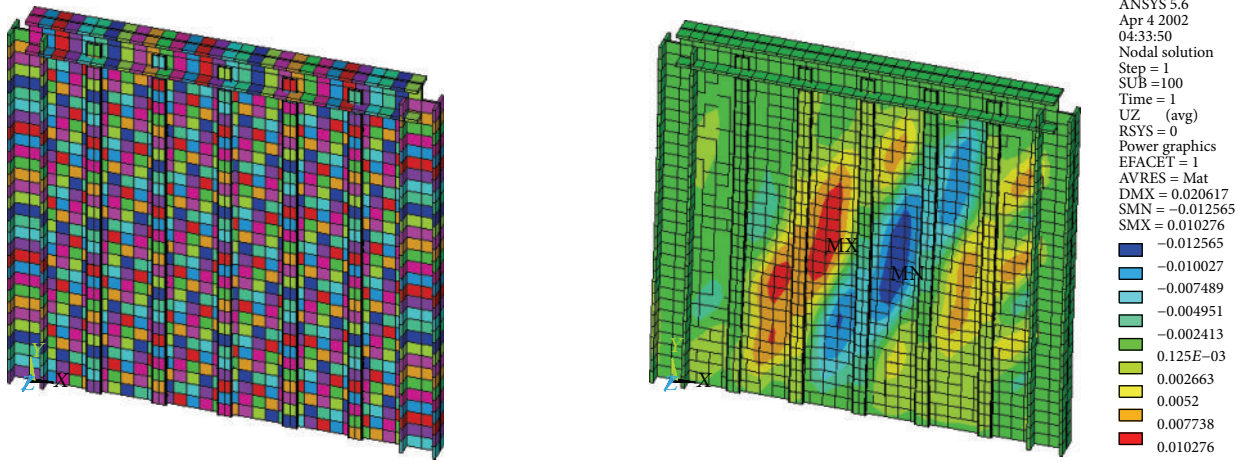 ANSYS 5.6
Apr 4 2002
04:33:50
Nodal solution
Step = 1
SUB =100
Time = 1
UZ (avg)
RSYS = 0
Power graphics
EFACET = 1
AVRES = Mat
DMX = 0.020617
SMN = −0.012565
SMX = 0.010276
−0.012565
−0.010027
−0.007489
−0.004951
−0.002413
0.125E−03
0.002663
0.0052
0.007738
0.010276
MX
MN
Y
Z X
Y
Z X